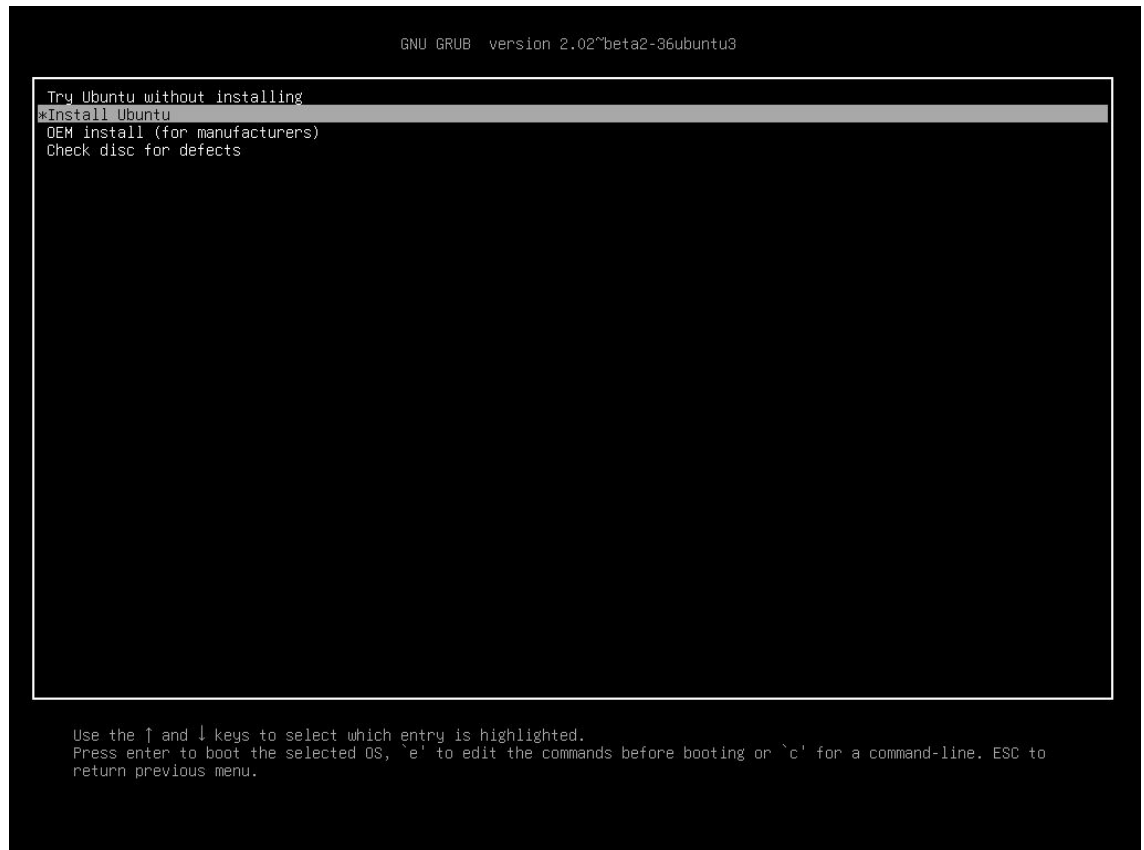 GNU GRUB  version 2.02~beta2-36ubuntu3
Try Ubuntu without installing
*Install Ubuntu
OEM install (for manufacturers)
Check disc for defects
Use the ↑ and ↓ keys to select which entry is highlighted.
Press enter to boot the selected OS, `e' to edit the commands before booting or `c' for a command-line. ESC to
return previous menu.